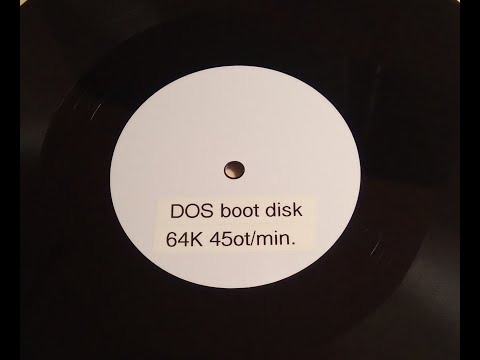 DOS boot disk
64K 45ot/min.